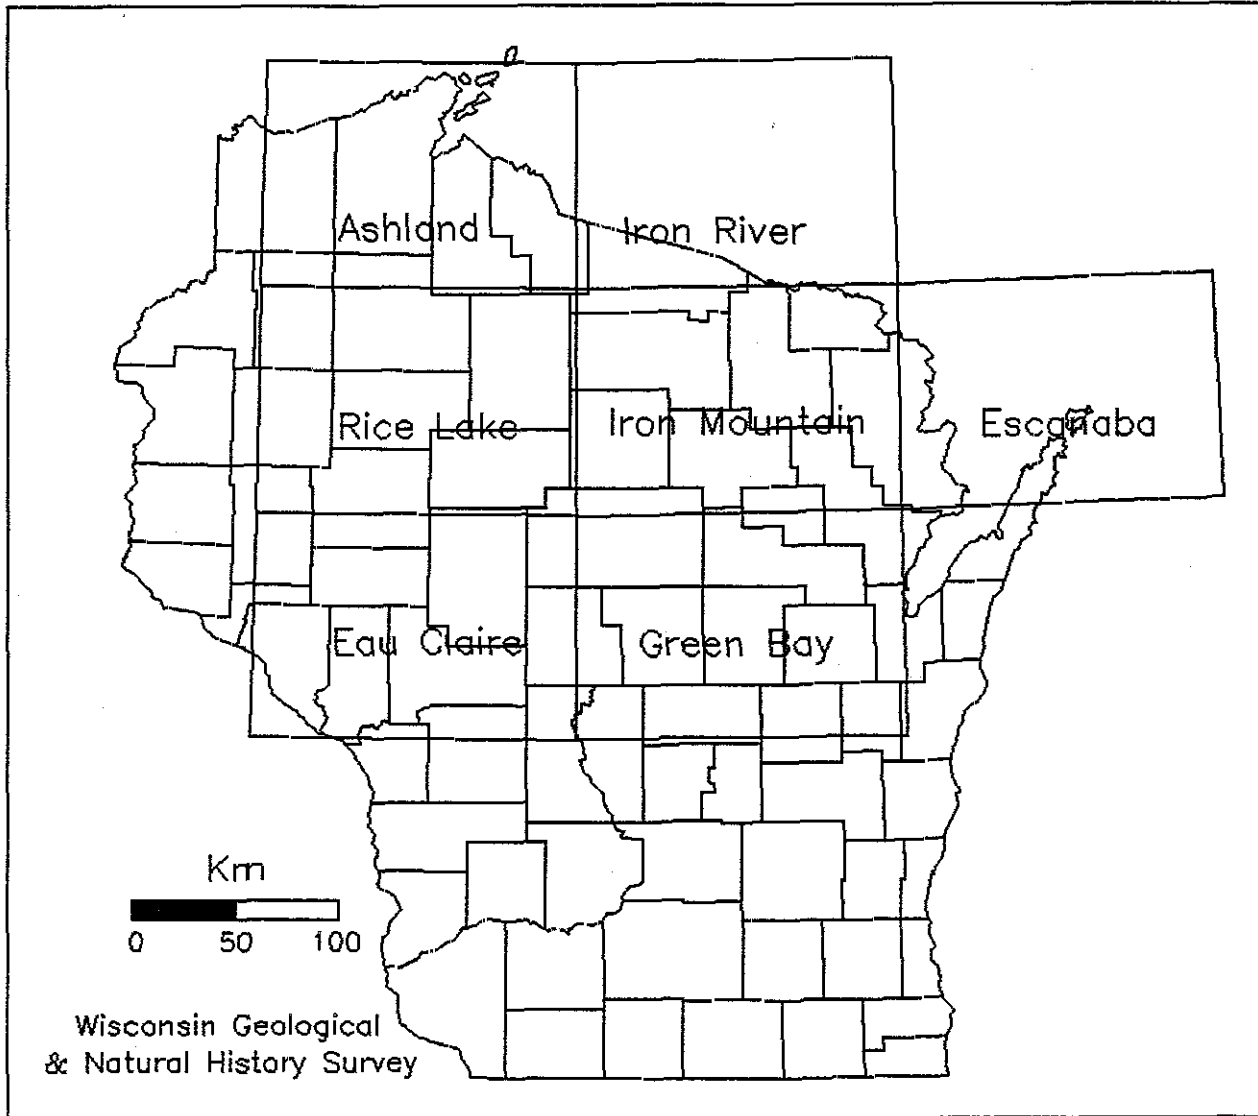 Ashland
Iron River
Rice Lake
Iron Mountain
Escanaba
Eau Claire
Green Bay
Km
0 50 100
Wisconsin Geological
& Natural History Survey